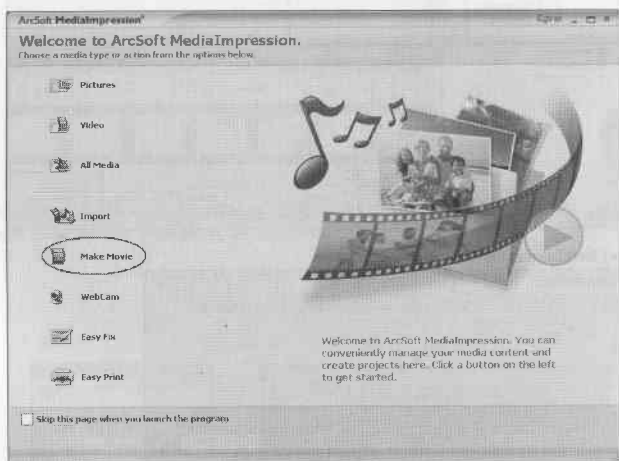 ArcSoft MediaImpression
Welcome to ArcSoft MediaImpression.
Choose a media type or action from the options below.
Pictures
Video
All Media
Import
Make Movie
WebCam
Easy Fix
Easy Print
Welcome to ArcSoft MediaImpression. You can
conveniently manage your media content and
create projects here. Click a button on the left
to get started.
Skip this page when you launch the program